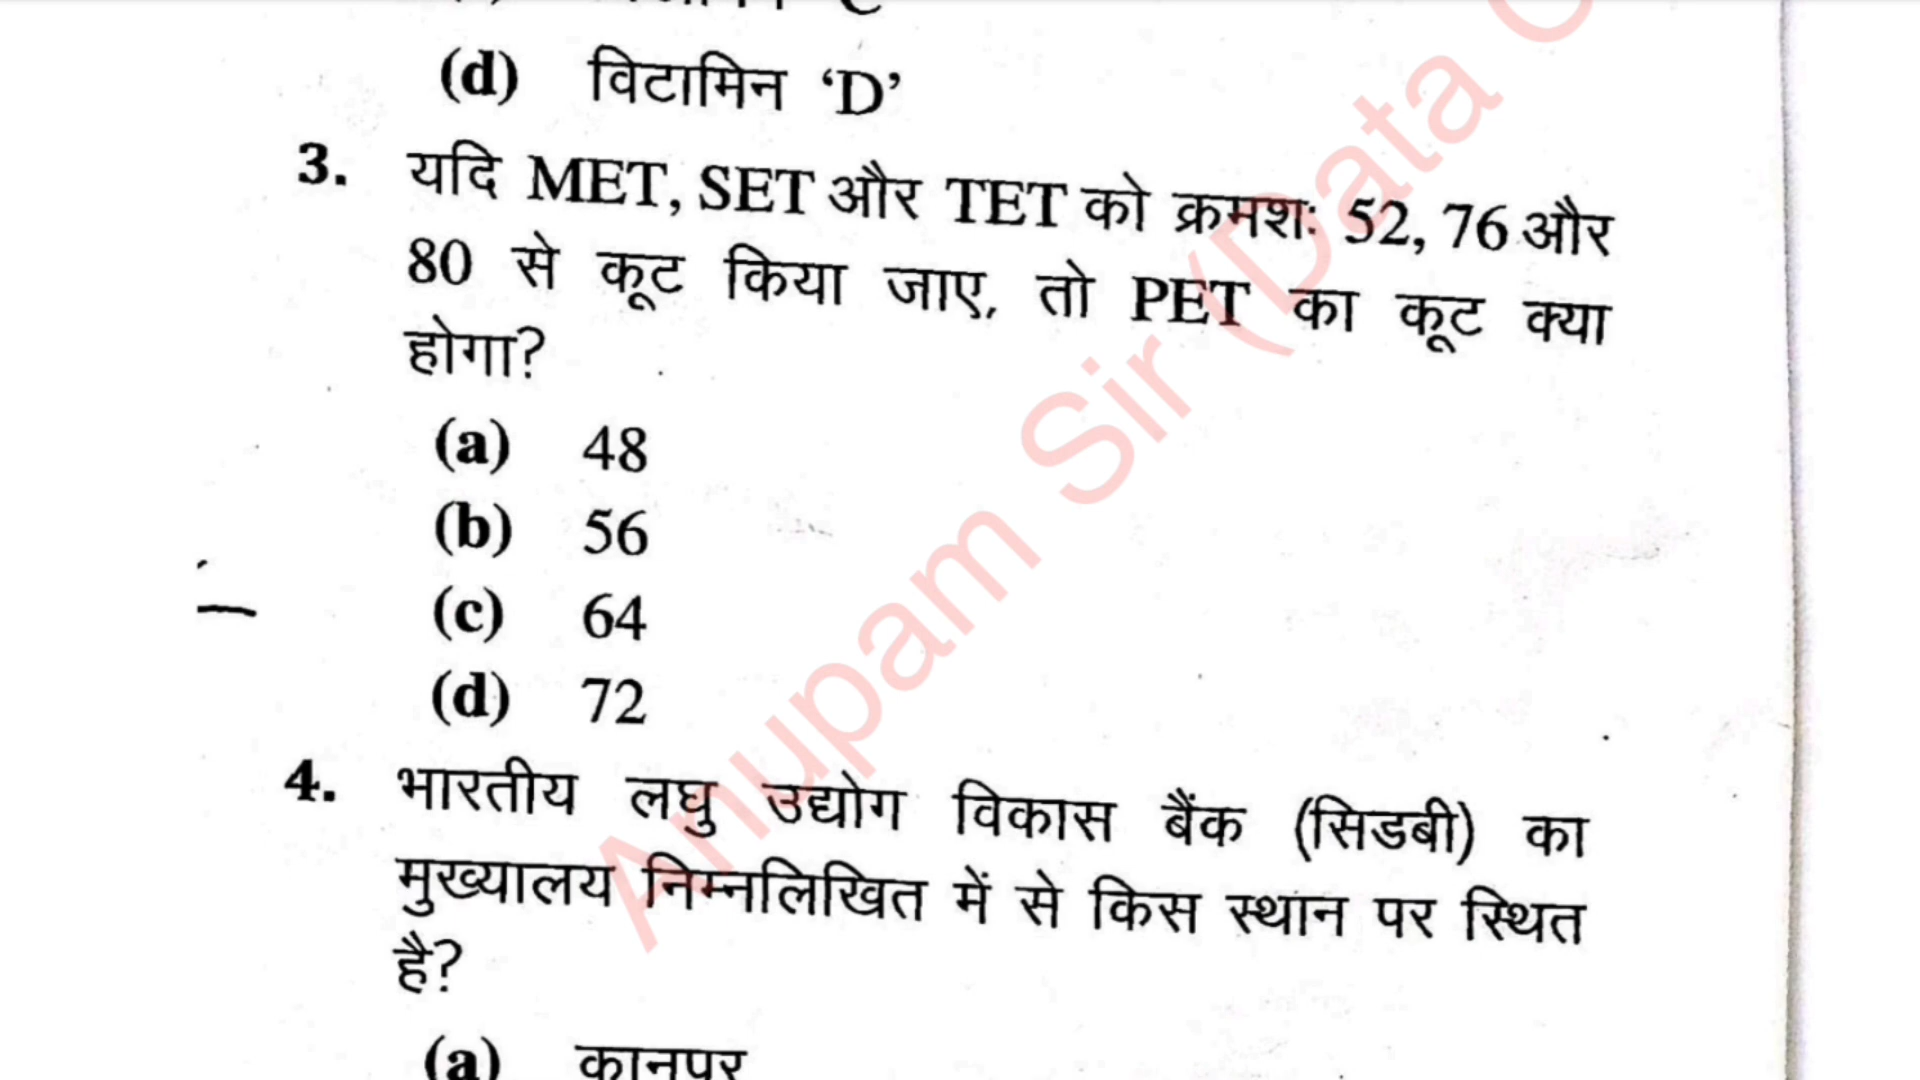 (d) विटामिन ‘D’
3. यदि MET, SET और TET को क्रमशः 52, 76 और
80 से कूट किया जाए, तो PET का कूट क्या
होगा?
(a) 48
(b) 56
(c) 64
(d) 72
4. भारतीय लघु उद्योग विकास बैंक (सिडबी) का
मुख्यालय निम्नलिखित में से किस स्थान पर स्थित
है?
(a) कानपुर
Anupam Sir (Data